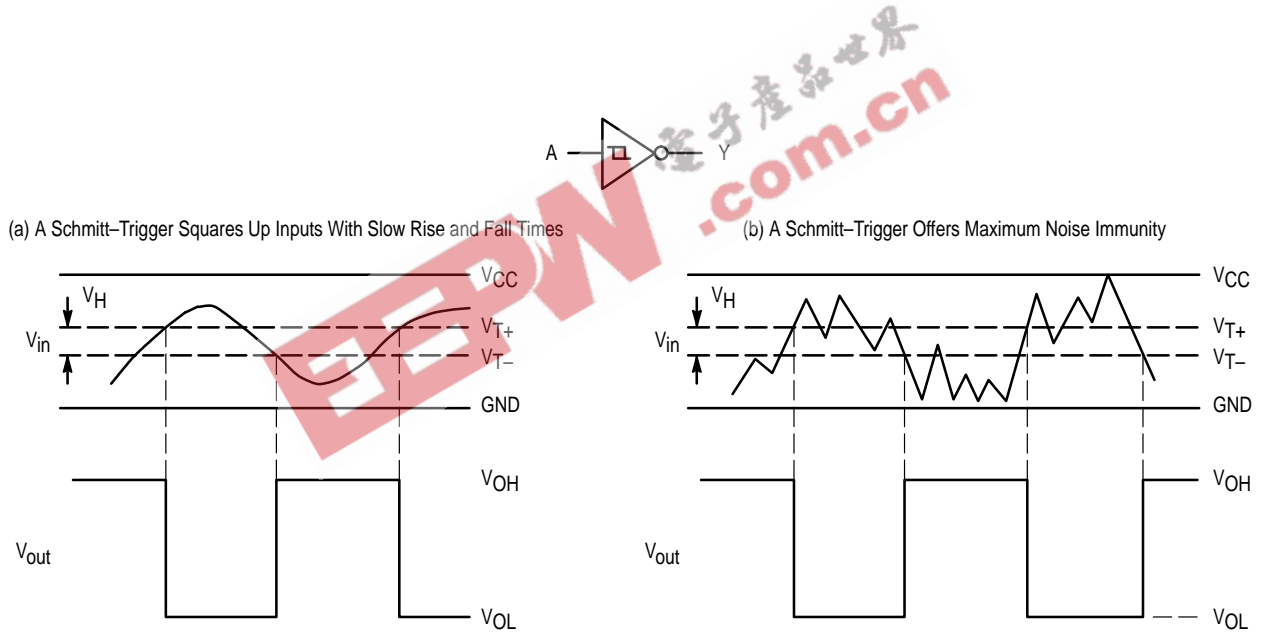 電子產品世界
.com.cn
EEPW
A
Y
(a) A Schmitt–Trigger Squares Up Inputs With Slow Rise and Fall Times
VCC
VH
VT+
Vin
VT–
GND
VOH
Vout
VOL
(b) A Schmitt–Trigger Offers Maximum Noise Immunity
VCC
VH
VT+
Vin
VT–
GND
VOH
Vout
VOL